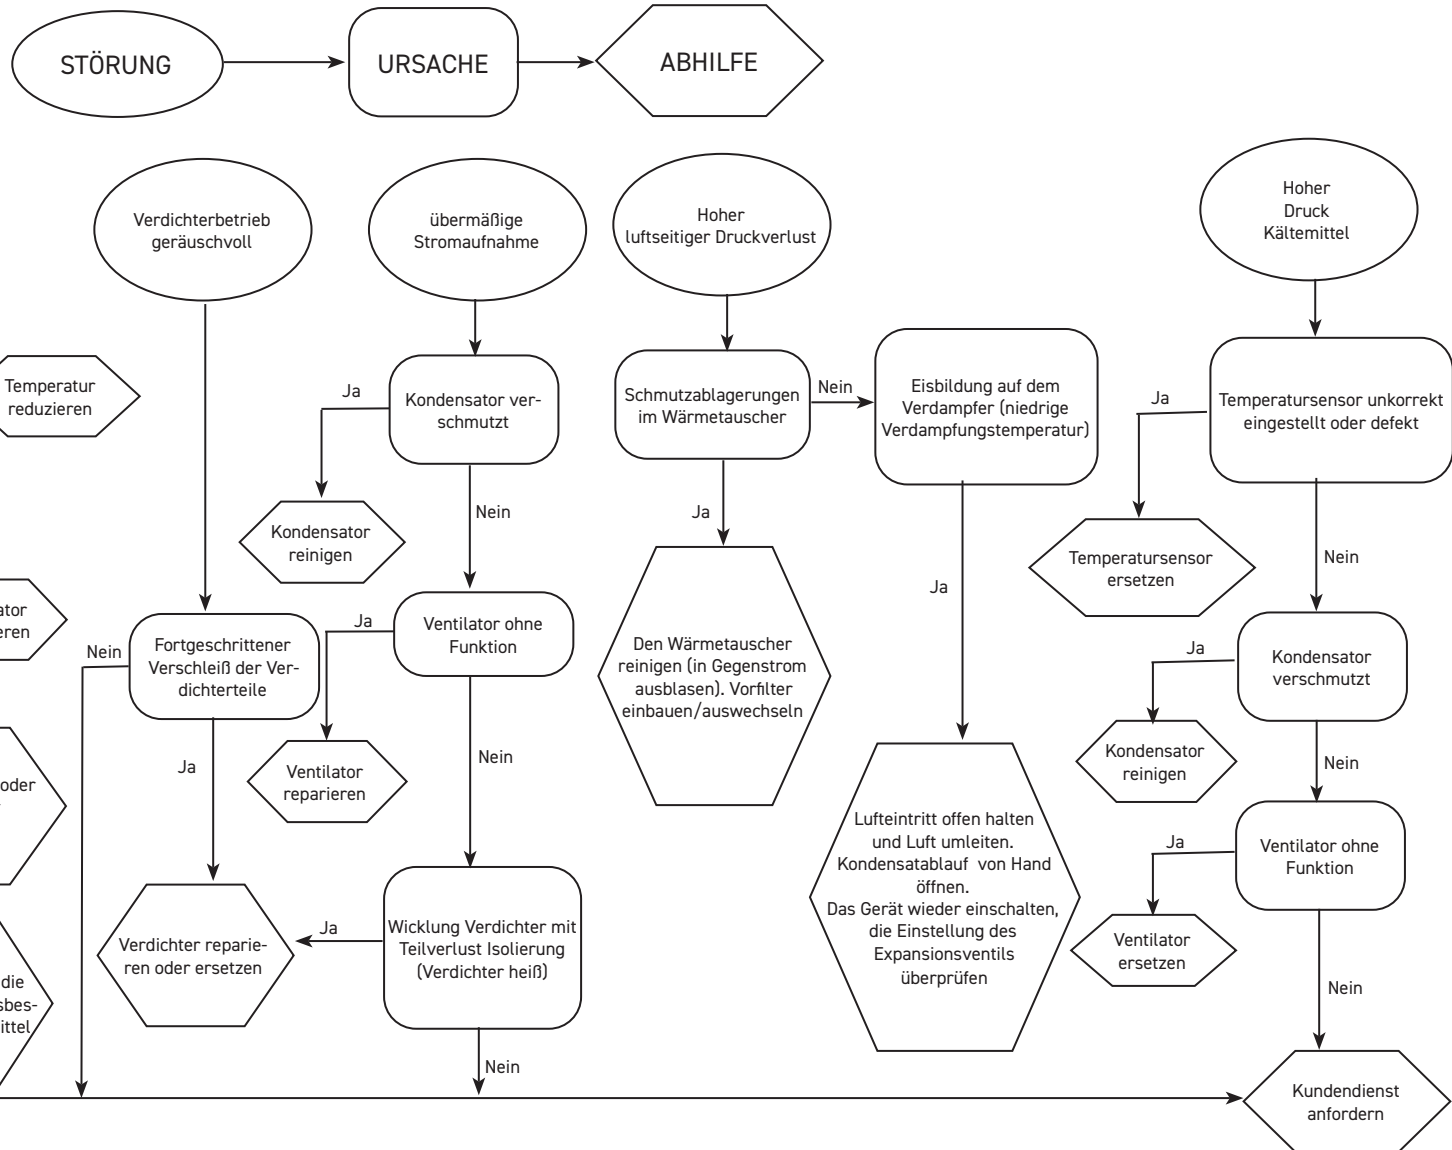 STÖRUNG
URSACHE
ABHILFE
Verdichterbetrieb
geräuschvoll
übermäßige
Stromaufnahme
Hoher
luftseitiger Druckverlust
Hoher
Druck
Kältemittel
Temperatur
reduzieren
Ja
Kondensator ver-
schmutzt
Schmutzablagerungen
im Wärmetauscher
Nein
Eisbildung auf dem
Verdampfer (niedrige
Verdampfungstemperatur)
Ja
Temperatursensor unkorrekt
eingestellt oder defekt
Kondensator
reinigen
Nein
Ja
Ja
Temperatursensor
ersetzen
Nein
ator
eren
Nein
Fortgeschrittener
Verschleiß der Ver-
dichterteile
Ja
Ventilator ohne
Funktion
Den Wärmetauscher
reinigen (in Gegenstrom
ausblasen). Vorfilter
einbauen/auswechseln
Ja
Kondensator
verschmutzt
Ja
Ventilator
reparieren
Nein
Kondensator
reinigen
Nein
oder
Lufteintritt offen halten
und Luft umleiten.
Kondensatablauf von Hand
öffnen.
Das Gerät wieder einschalten,
die Einstellung des
Expansionsventils
überprüfen
Ja
Ventilator ohne
Funktion
Verdichter reparie-
ren oder ersetzen
Ja
Wicklung Verdichter mit
Teilverlust Isolierung
(Verdichter heiß)
Ventilator
ersetzen
die
sbes-
ittel
Nein
Nein
Kundendienst
anfordern